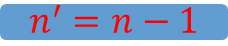 n′ = n − 1